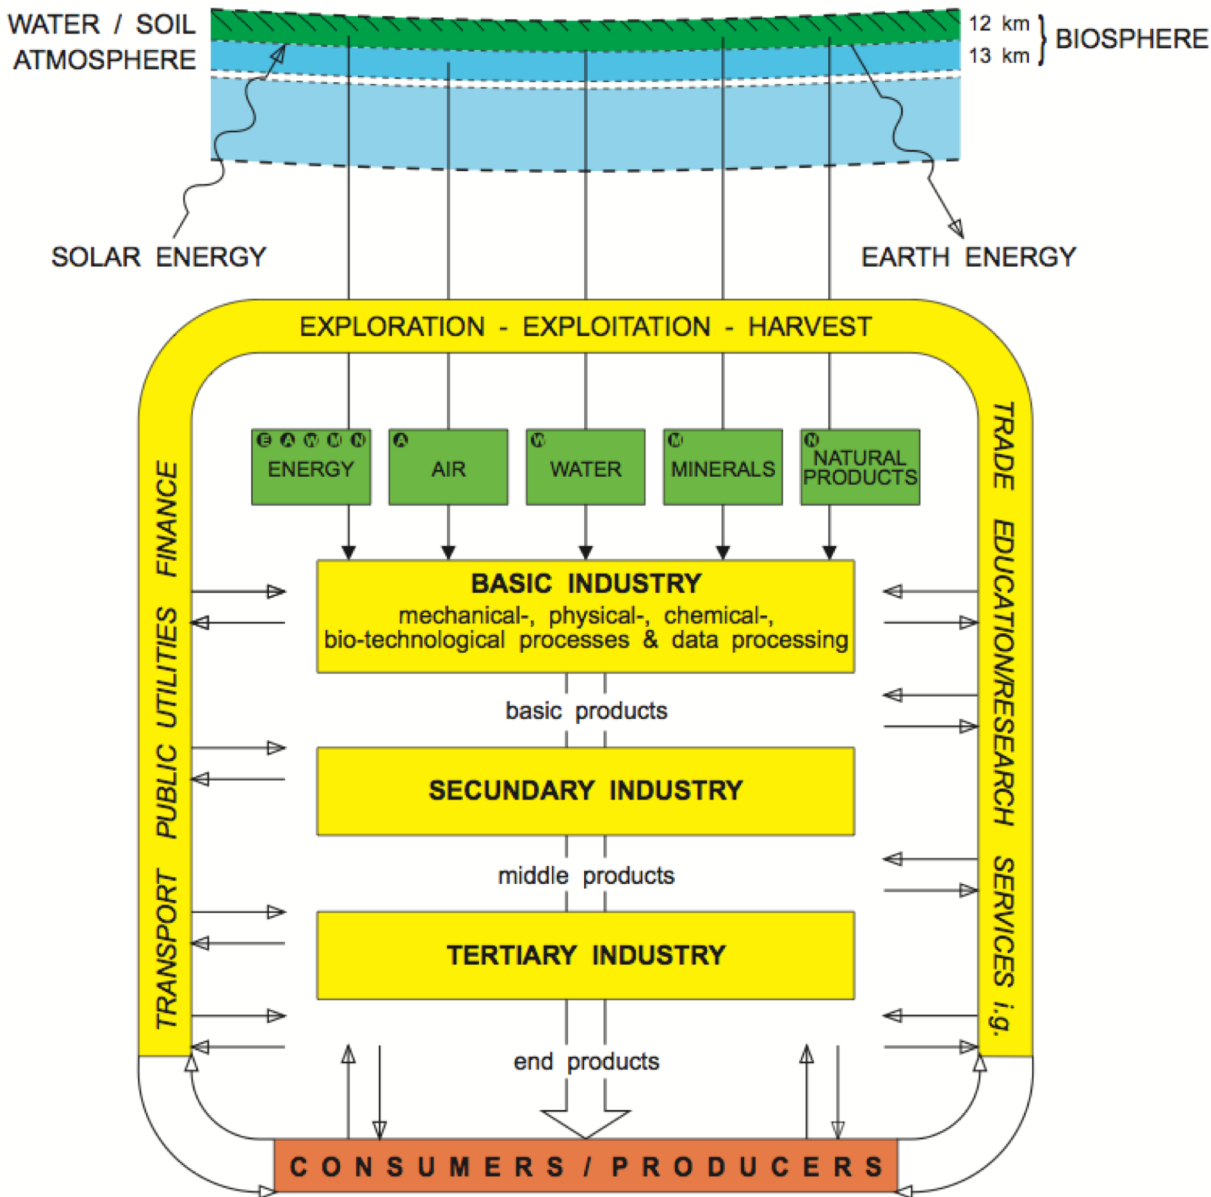 WATER / SOIL
ATMOSPHERE
12 km
13 km
BIOSPHERE
SOLAR ENERGY
EARTH ENERGY
EXPLORATION - EXPLOITATION - HARVEST
E A W M N
ENERGY
A
AIR
W
WATER
M
MINERALS
N
NATURAL
PRODUCTS
TRANSPORT PUBLIC UTILITIES FINANCE
TRADE EDUCATION/RESEARCH SERVICES i.g.
BASIC INDUSTRY
mechanical-, physical-, chemical-,
bio-technological processes & data processing
basic products
SECUNDARY INDUSTRY
middle products
TERTIARY INDUSTRY
end products
CONSUMERS/PRODUCERS